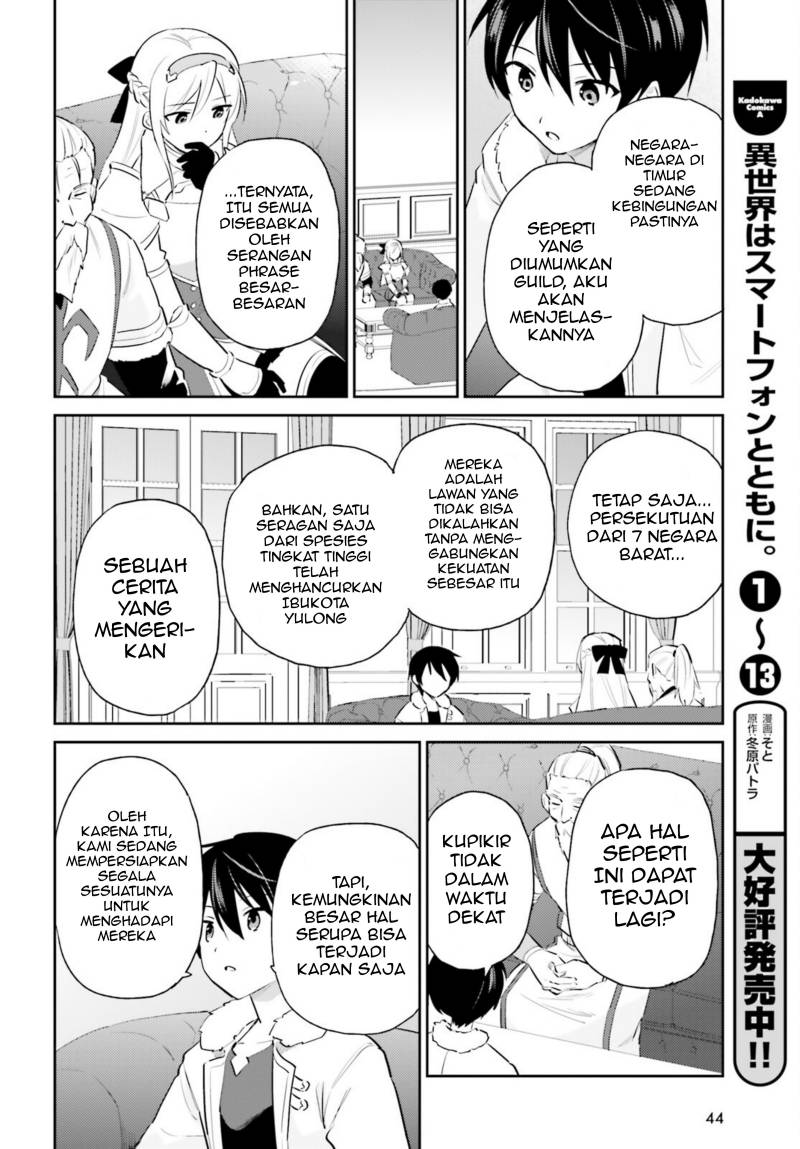 NEGARA-
NEGARA DI
TIMUR
SEDANG
KEBINGUNGAN
PASTINYA
SEPERTI
YANG
DIUMUMKAN
GUILD, AKU
AKAN
MENJELAS-
KANNYA
...TERNYATA,
ITU SEMUA
DISEBABKAN
OLEH
SERANGAN
PHRASE
BESAR-
BESARAN
TETAP SAJA...
PERSEKUTUAN
DARI 7 NEGARA
BARAT...
MEREKA
ADALAH
LAWAN YANG
TIDAK BISA
DIKALAHKAN
TANPA MENG-
GABUNGKAN
KEKUATAN
SEBESAR ITU
BAHKAN, SATU
SERAGAN SAJA
DARI SPESIES
TINGKAT TINGGI
TELAH
MENGHANCURKAN
IBUKOTA
YULONG
SEBUAH
CERITA
YANG
MENGERI-
KAN
APA HAL
SEPERTI
INI DAPAT
TERJADI
LAGI?
KUPIKIR
TIDAK
DALAM
WAKTU
DEKAT
TAPI,
KEMUNGKINAN
BESAR HAL
SERUPA BISA
TERJADI
KAPAN SAJA
OLEH
KARENA ITU,
KAMI SEDANG
MEMPERSIAPKAN
SEGALA
SESUATUNYA
UNTUK
MENGHADAPI
MEREKA
Kadokawa
Comics
A
異世界はスマートフォンとともに。
1～13
漫画：そと
原作：冬原パトラ
大好評発売中!!
44